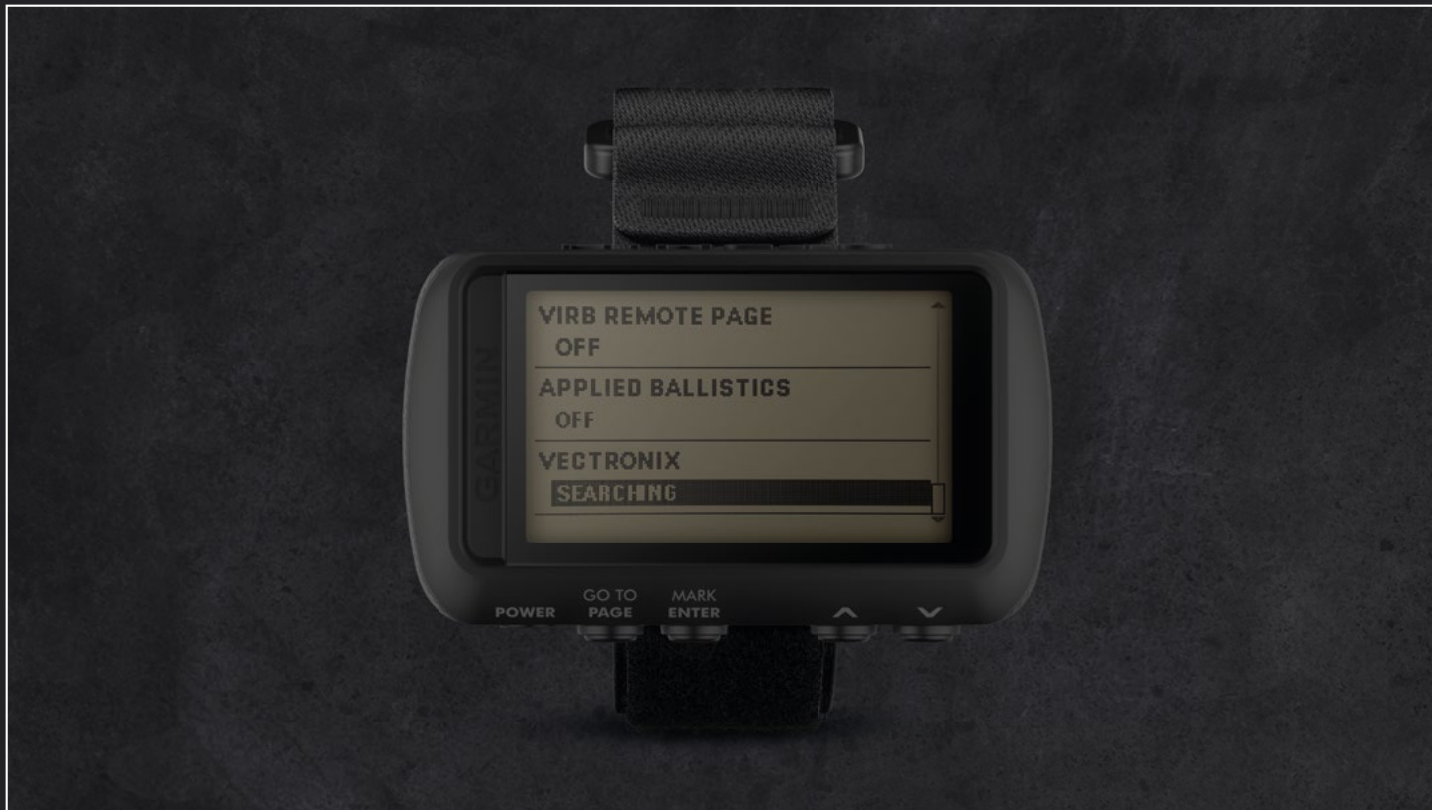 VIRB REMOTE PAGE
OFF
APPLIED BALLISTICS
OFF
VECTRONIX
SEARCHING
GARMIN
POWER
GO TO
PAGE
MARK
ENTER